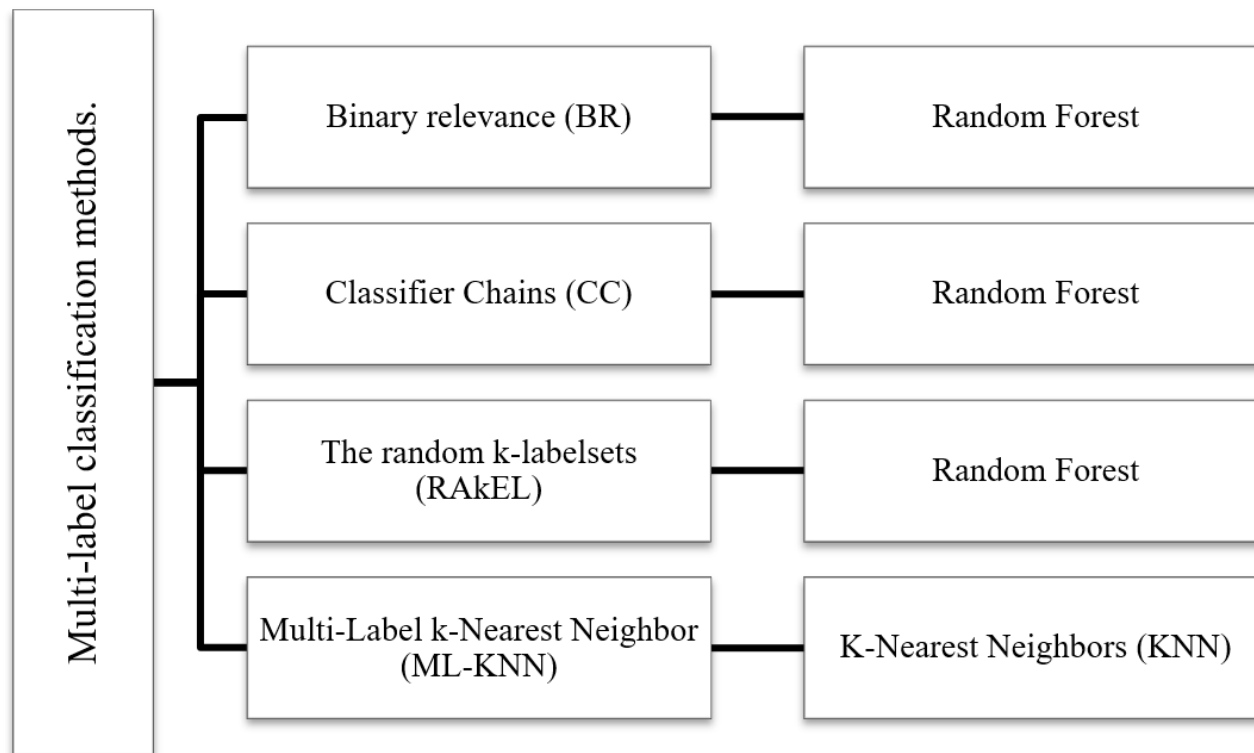 Multi-label classification methods.
Binary relevance (BR)
Random Forest
Classifier Chains (CC)
Random Forest
The random k-labelsets
(RAkEL)
Random Forest
Multi-Label k-Nearest Neighbor
(ML-KNN)
K-Nearest Neighbors (KNN)